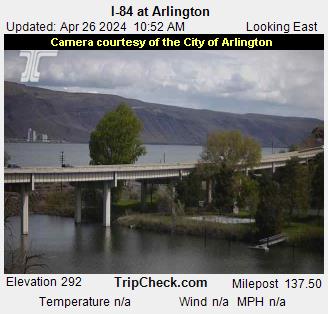 I-84 at Arlington
Updated: Apr 26 2024 10:52 AM Looking East
Camera courtesy of the City of Arlington
Elevation 292 TripCheck.com Milepost 137.50
Temperature n/a Wind n/a MPH n/a